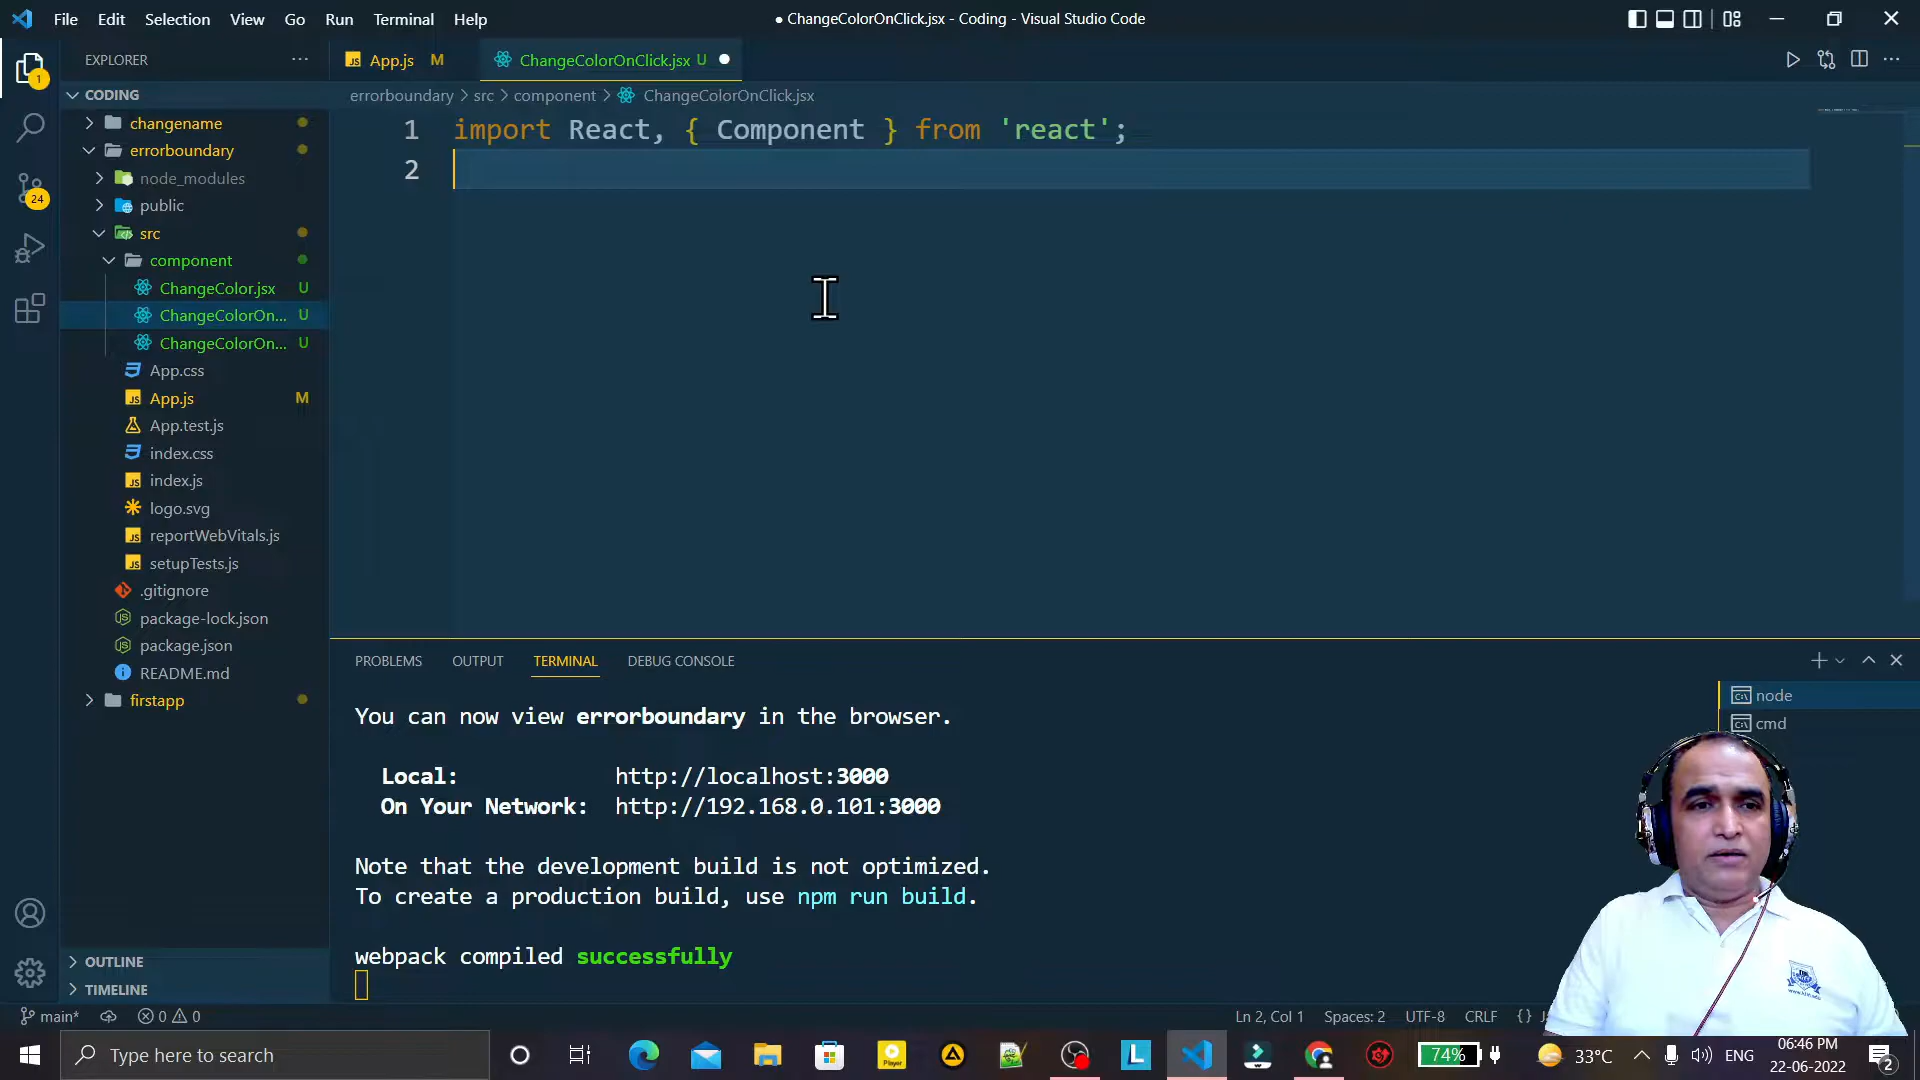 File Edit Selection View Go Run Terminal Help
● ChangeColorOnClick.jsx - Coding - Visual Studio Code
EXPLORER ···
App.js M
ChangeColorOnClick.jsx U
CODING
errorboundary > src > component > ChangeColorOnClick.jsx
changename
errorboundary
node_modules
public
src
component
ChangeColor.jsx U
ChangeColorOn... U
ChangeColorOn... U
App.css
App.js M
App.test.js
index.css
index.js
logo.svg
reportWebVitals.js
setupTests.js
.gitignore
package-lock.json
package.json
README.md
firstapp
OUTLINE
TIMELINE
1
24
1 import React, { Component } from 'react';
2
PROBLEMS OUTPUT TERMINAL DEBUG CONSOLE
node
cmd
You can now view errorboundary in the browser.
Local: http://localhost:3000
On Your Network: http://192.168.0.101:3000
Note that the development build is not optimized.
To create a production build, use npm run build.
webpack compiled successfully
main* 0 0
Ln 2, Col 1 Spaces: 2 UTF-8 CRLF { }
Type here to search
Player
L
74%
33°C
ENG
06:46 PM
22-06-2022
2